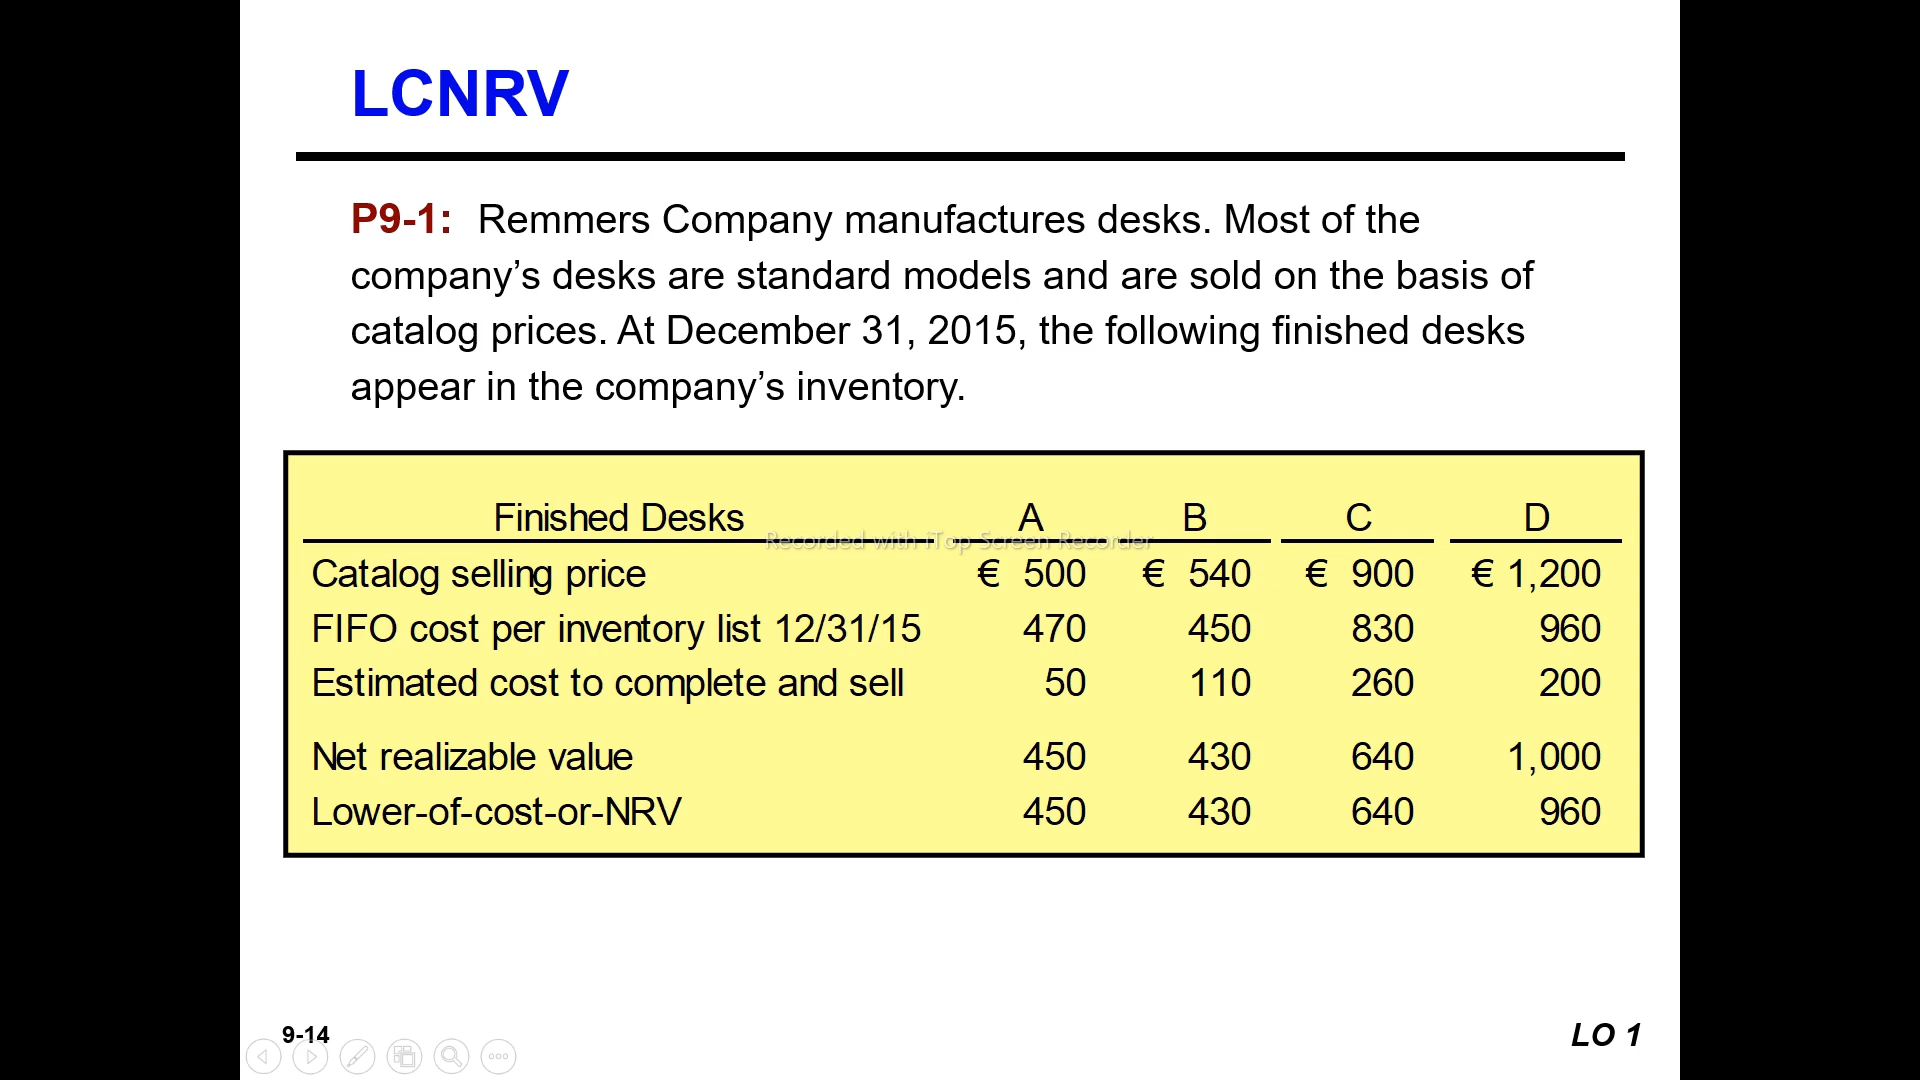 LCNRV
P9-1: Remmers Company manufactures desks. Most of the
company’s desks are standard models and are sold on the basis of
catalog prices. At December 31, 2015, the following finished desks
appear in the company’s inventory.
Finished Desks A B C D
Recorded with iTop Screen Recorder
Catalog selling price € 500 € 540 € 900 € 1,200
FIFO cost per inventory list 12/31/15 470 450 830 960
Estimated cost to complete and sell 50 110 260 200
Net realizable value 450 430 640 1,000
Lower-of-cost-or-NRV 450 430 640 960
9-14 LO 1